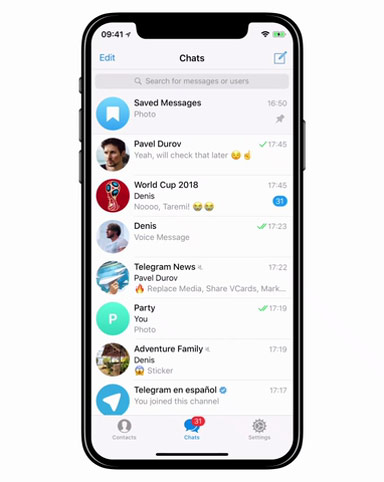 09:41
Edit
Chats
Search for messages or users
Saved Messages
16:50
Photo
Pavel Durov
17:45
Yeah, will check that later 😏☝️
World Cup 2018
17:45
Denis
Noooo, Taremi! 😭😭
31
Denis
17:23
Voice Message
Telegram News
17:22
Pavel Durov
🔥 Replace Media, Share VCards, Mark...
P
Party
17:19
You
Photo
Adventure Family
17:19
Denis
😱 Sticker
Telegram en español
17:17
You joined this channel
31
Contacts
Chats
Settings